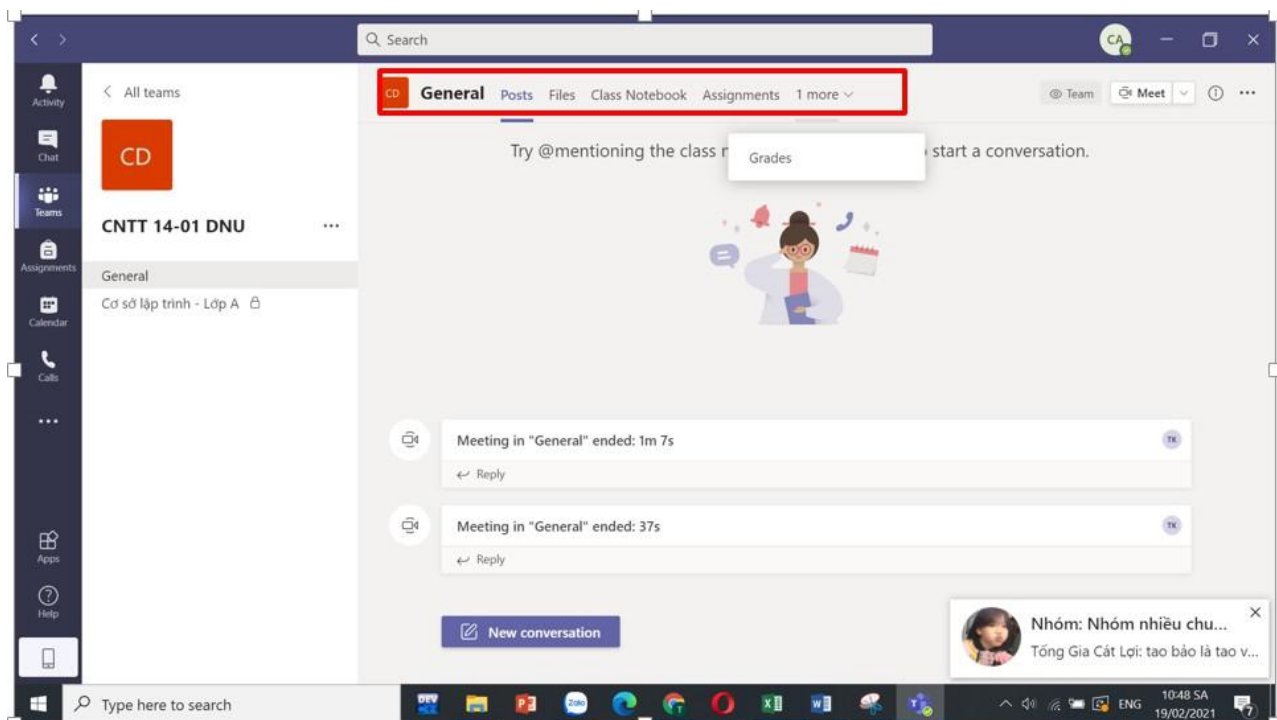 Search
CA
Activity
Chat
Teams
Assignments
Calendar
Calls
Apps
Help
All teams
CD
CNTT 14-01 DNU
General
Cơ sở lập trình - Lớp A
CD General Posts Files Class Notebook Assignments 1 more
Team Meet
Grades
Try @mentioning the class start a conversation.
Meeting in "General" ended: 1m 7s
TK
Reply
Meeting in "General" ended: 37s
TK
Reply
New conversation
Nhóm: Nhóm nhiều chu...
Tống Gia Cát Lợi: tao bảo là tao v...
Type here to search
DEV
Zalo
ENG
10:48 SA
19/02/2021
7